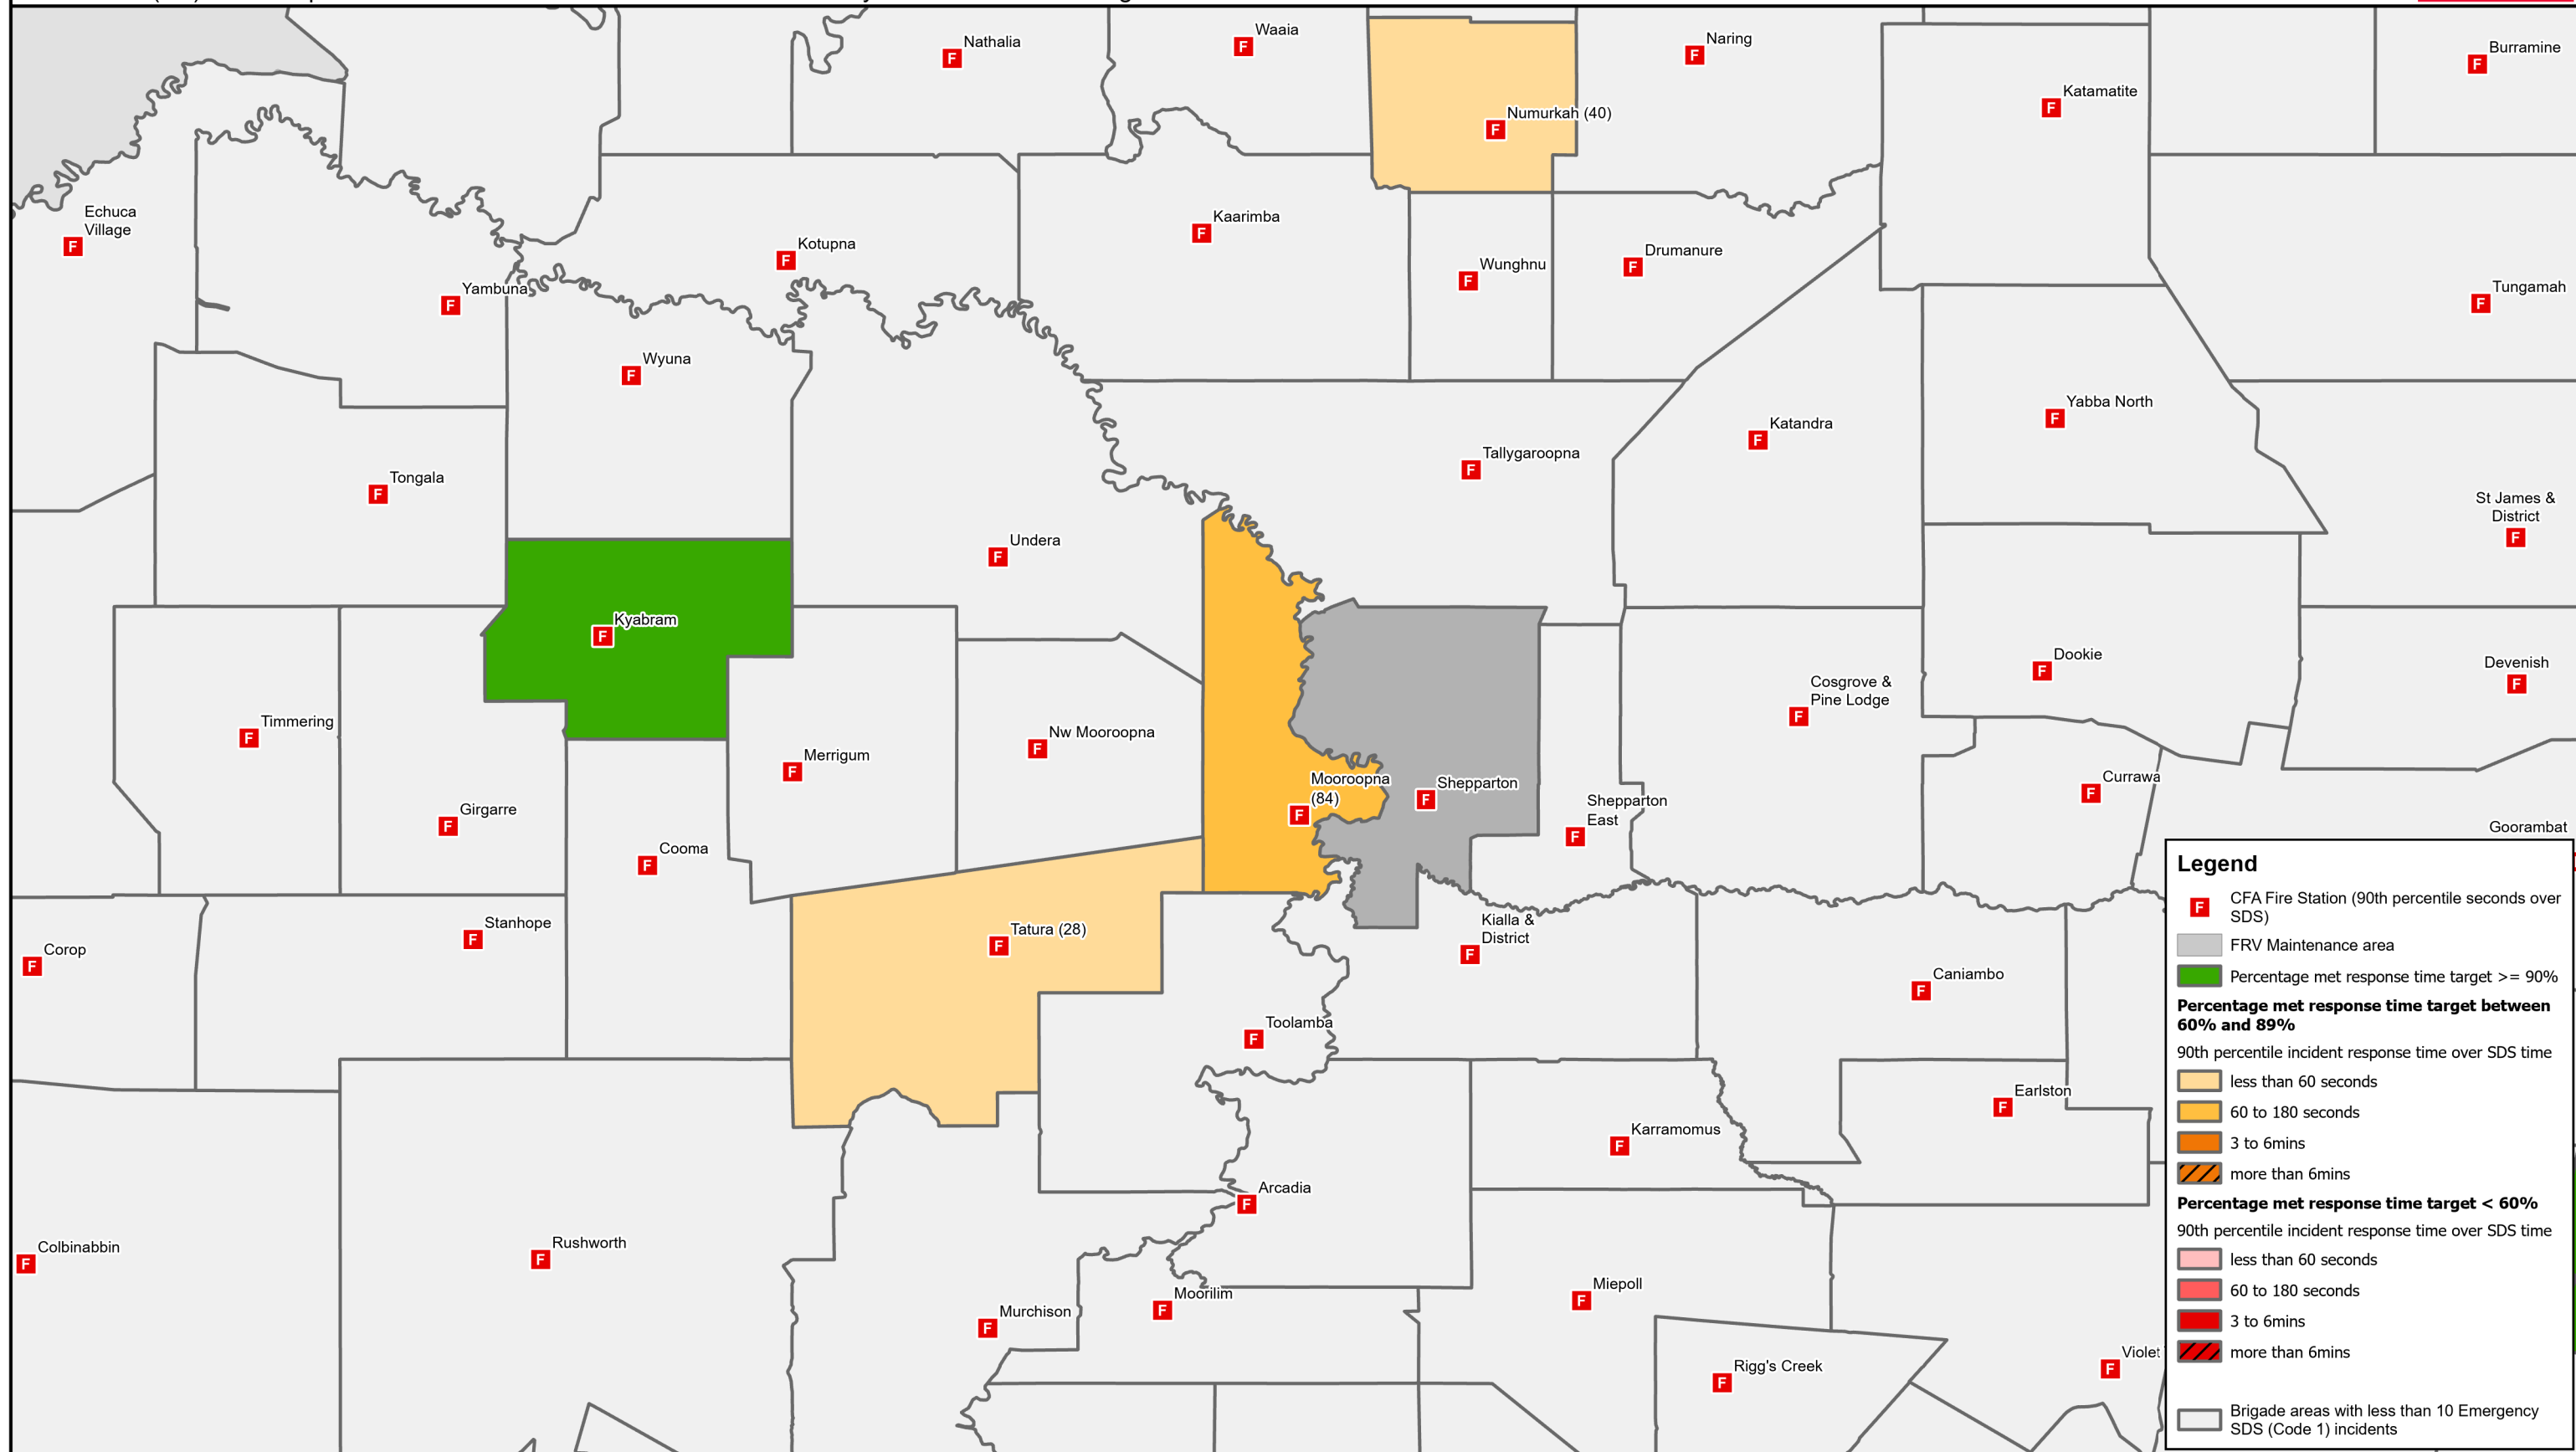 Nathalia
Waaia
Naring
Burramine
Katamatite
Numurkah (40)
Echuca
Village
Kaarimba
Kotupna
Drumanure
Wunghnu
Yambuna
Tungamah
Wyuna
Yabba North
Katandra
Tallygaroopna
Tongala
St James &
District
Undera
Kyabram
Dookie
Devenish
Cosgrove &
Pine Lodge
Timmering
Nw Mooroopna
Merrigum
Mooroopna
(84)
Shepparton
Currawa
Shepparton
East
Girgarre
Goorambat
Cooma
Stanhope
Tatura (28)
Kialla &
District
Corop
Caniambo
Toolamba
Earlston
Karramomus
Arcadia
Colbinabbin
Rushworth
Miepoll
Moorilim
Murchison
Rigg's Creek
Violet
Legend
CFA Fire Station (90th percentile seconds over
SDS)
FRV Maintenance area
Percentage met response time target >= 90%
Percentage met response time target between
60% and 89%
90th percentile incident response time over SDS time
less than 60 seconds
60 to 180 seconds
3 to 6mins
more than 6mins
Percentage met response time target < 60%
90th percentile incident response time over SDS time
less than 60 seconds
60 to 180 seconds
3 to 6mins
more than 6mins
Brigade areas with less than 10 Emergency
SDS (Code 1) incidents